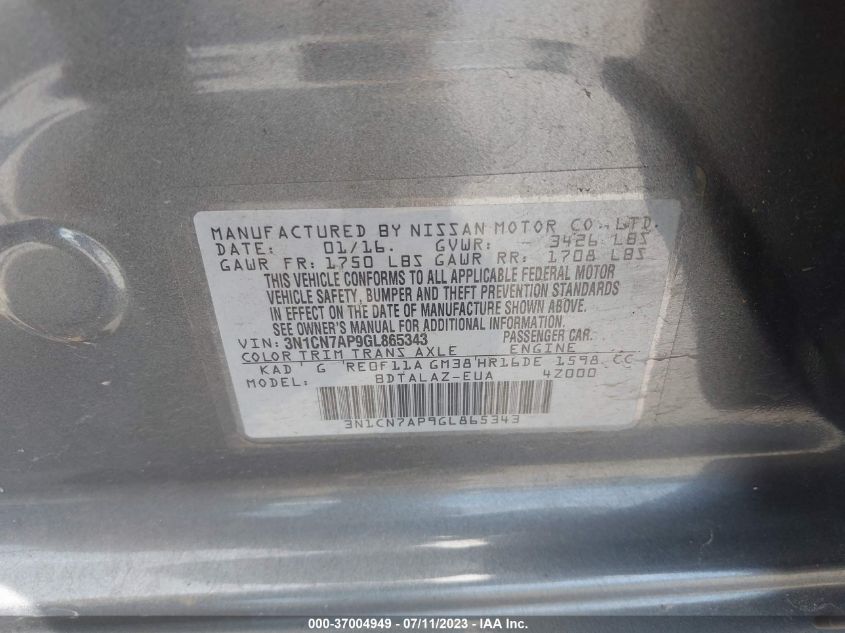 MANUFACTURED BY NISSAN MOTOR CO., LTD.
DATE: 01/16. GVWR: - 3426 LBS
GAWR FR: 1750 LBS GAWR RR: 1708 LBS
THIS VEHICLE CONFORMS TO ALL APPLICABLE FEDERAL MOTOR
VEHICLE SAFETY, BUMPER AND THEFT PREVENTION STANDARDS
IN EFFECT ON THE DATE OF MANUFACTURE SHOWN ABOVE.
SEE OWNER'S MANUAL FOR ADDITIONAL INFORMATION.
VIN: 3N1CN7AP9GL865343 PASSENGER CAR.
COLOR TRIM TRANS AXLE ENGINE
KAD G RE0F11A GM38 HR16DE 1598 CC
MODEL: BDTALAZ-EUA 4Z000
3N1CN7AP9GL865343
000-37004949 - 07/11/2023 - IAA Inc.